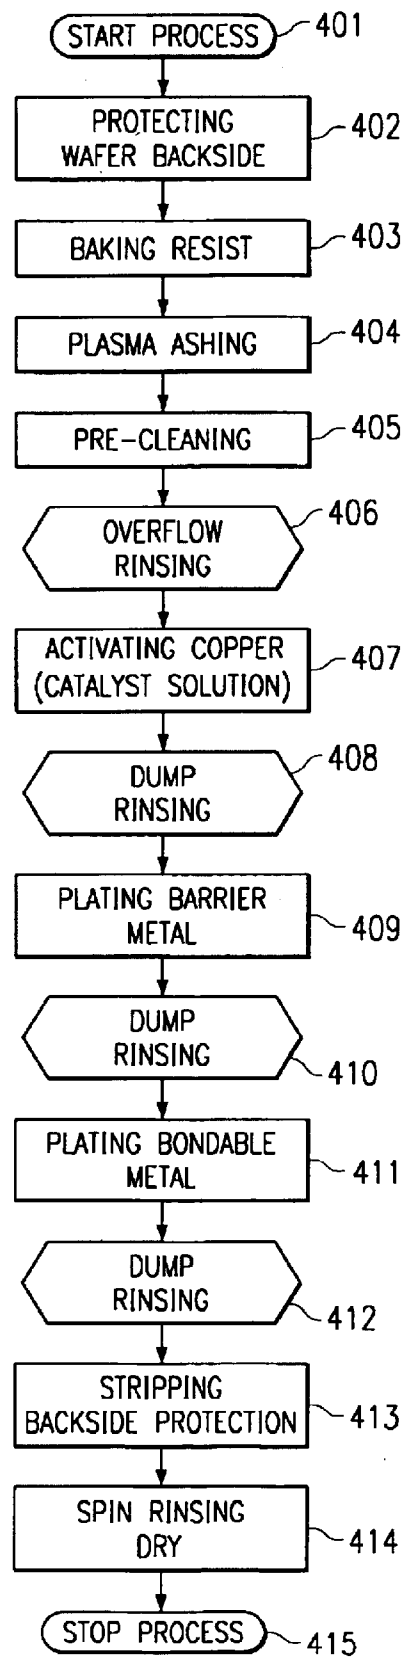 START PROCESS
401
PROTECTING
WAFER BACKSIDE
402
BAKING RESIST
403
PLASMA ASHING
404
PRE-CLEANING
405
OVERFLOW
RINSING
406
ACTIVATING COPPER
(CATALYST SOLUTION)
407
DUMP
RINSING
408
PLATING BARRIER
METAL
409
DUMP
RINSING
410
PLATING BONDABLE
METAL
411
DUMP
RINSING
412
STRIPPING
BACKSIDE PROTECTION
413
SPIN RINSING
DRY
414
STOP PROCESS
415